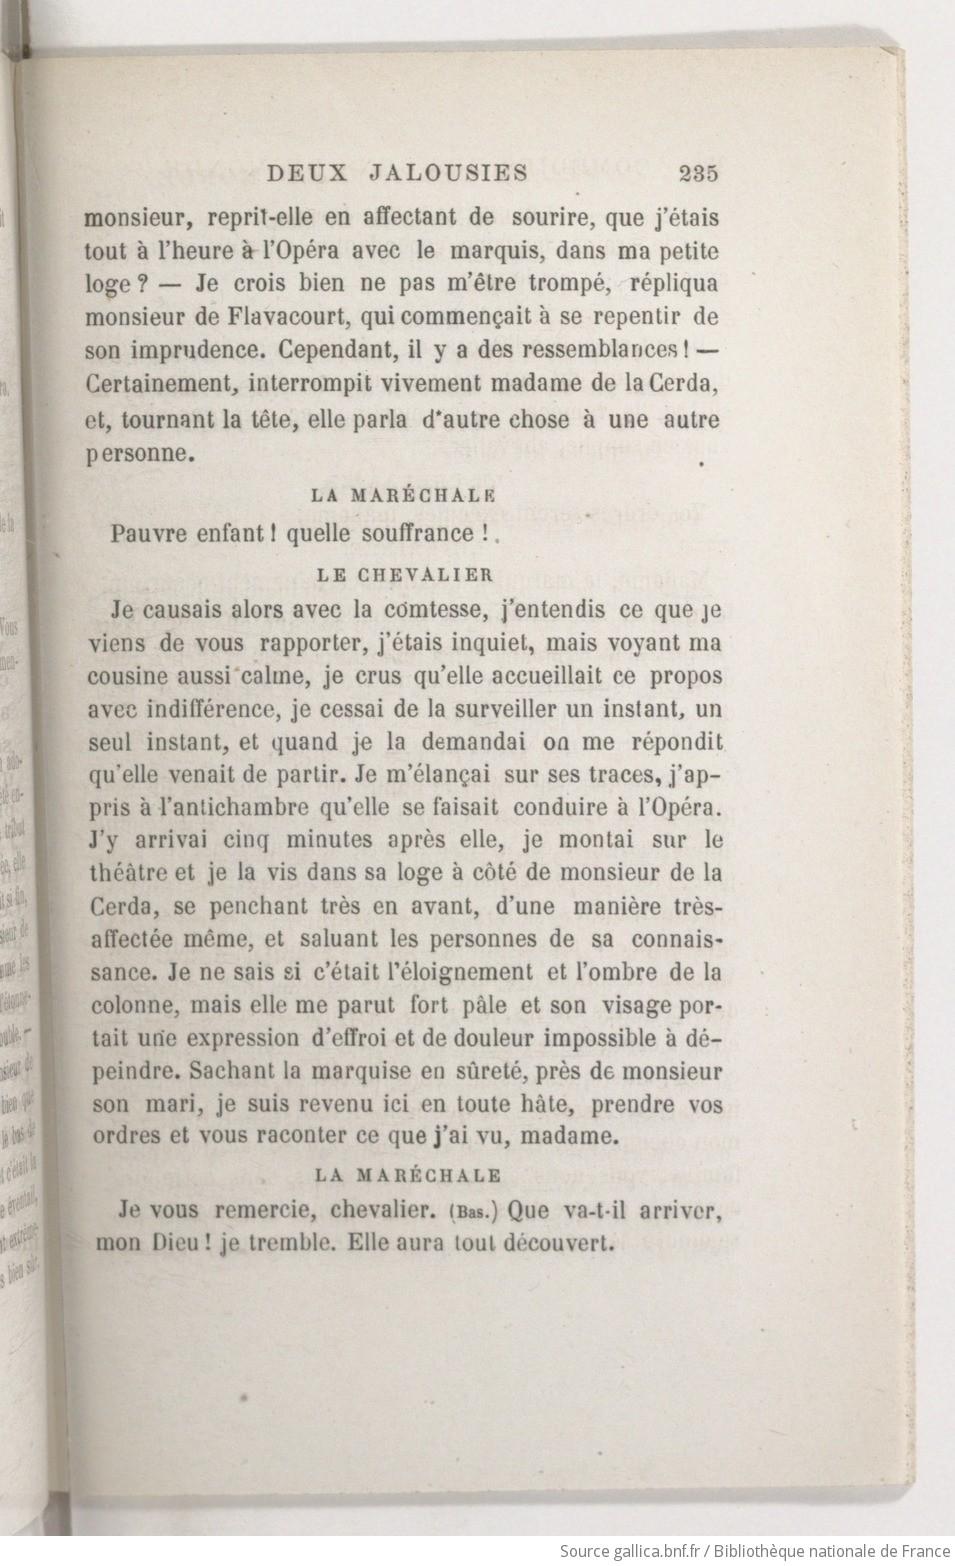 DEUX JALOUSIES 235
monsieur, reprit-elle en affectant de sourire, que j'étais
tout à l'heure à l'Opéra avec le marquis, dans ma petite
loge ? — Je crois bien ne pas m'être trompé, répliqua
monsieur de Flavacourt, qui commençait à se repentir de
son imprudence. Cependant, il y a des ressemblances ! —
Certainement, interrompit vivement madame de la Cerda,
et, tournant la tête, elle parla d'autre chose à une autre
personne.
LA MARÉCHALE
Pauvre enfant ! quelle souffrance !
LE CHEVALIER
Je causais alors avec la comtesse, j'entendis ce que je
viens de vous rapporter, j'étais inquiet, mais voyant ma
cousine aussi calme, je crus qu'elle accueillait ce propos
avec indifférence, je cessai de la surveiller un instant, un
seul instant, et quand je la demandai on me répondit
qu'elle venait de partir. Je m'élançai sur ses traces, j'ap-
pris à l'antichambre qu'elle se faisait conduire à l'Opéra.
J'y arrivai cinq minutes après elle, je montai sur le
théâtre et je la vis dans sa loge à côté de monsieur de la
Cerda, se penchant très en avant, d'une manière très-
affectée même, et saluant les personnes de sa connais-
sance. Je ne sais si c'était l'éloignement et l'ombre de la
colonne, mais elle me parut fort pâle et son visage por-
tait une expression d'effroi et de douleur impossible à dé-
peindre. Sachant la marquise en sûreté, près de monsieur
son mari, je suis revenu ici en toute hâte, prendre vos
ordres et vous raconter ce que j'ai vu, madame.
LA MARÉCHALE
Je vous remercie, chevalier. (Bas.) Que va-t-il arriver,
mon Dieu ! je tremble. Elle aura tout découvert.
Source gallica.bnf.fr / Bibliothèque nationale de France